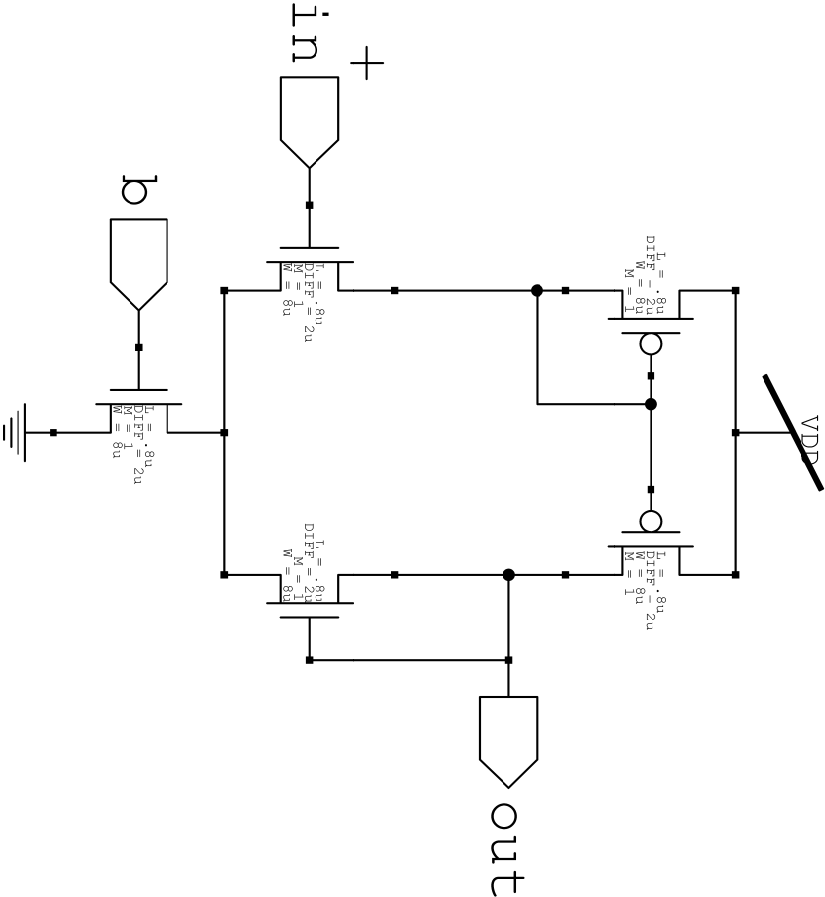 VDD
L = .8u
DIFF = 2u
W = 8u
M = 1
L = .8u
DIFF = 2u
W = 8u
M = 1
out
in+
L = .8u
DIFF = 2u
M = 1
W = 8u
L = .8u
DIFF = 2u
M = 1
W = 8u
b
L = .8u
DIFF = 2u
M = 1
W = 8u